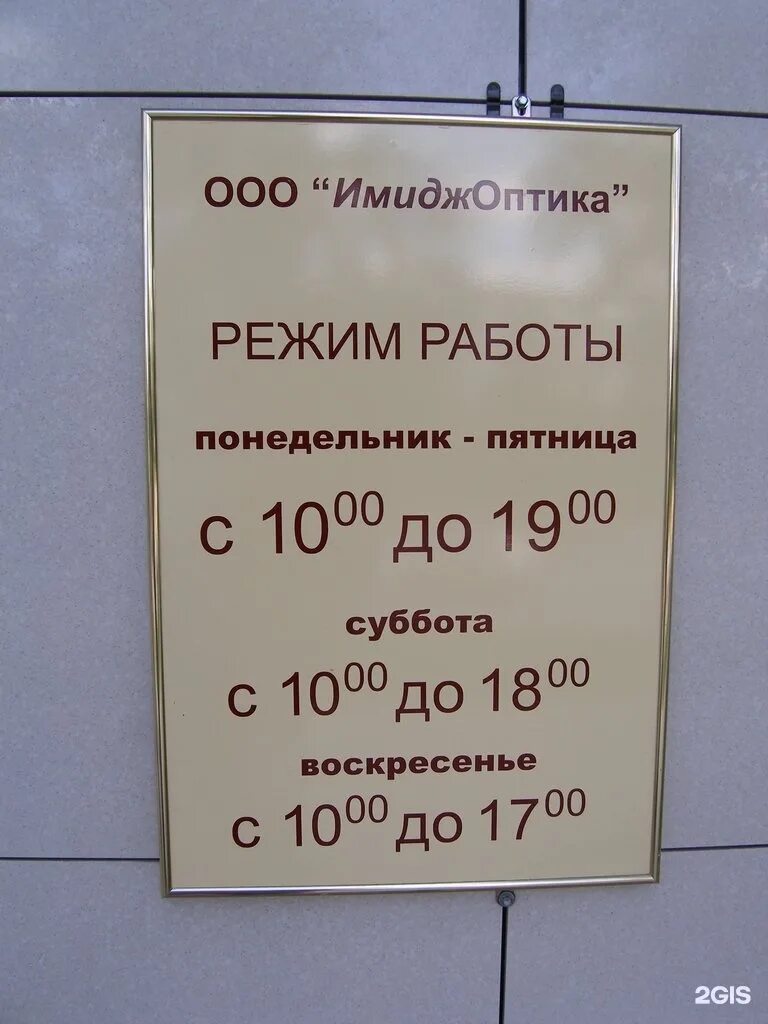 ООО “ИмиджОптика”
РЕЖИМ РАБОТЫ
понедельник - пятница
с 10⁰⁰ до 19⁰⁰
суббота
с 10⁰⁰ до 18⁰⁰
воскресенье
с 10⁰⁰ до 17⁰⁰
2GIS